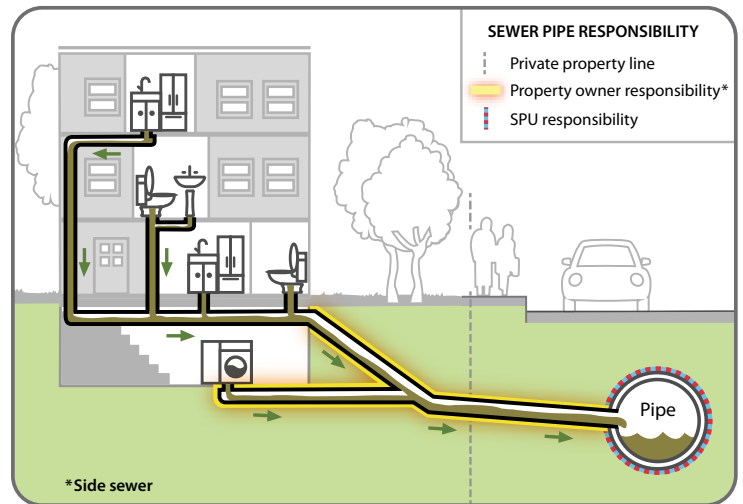 SEWER PIPE RESPONSIBILITY
Private property line
Property owner responsibility*
SPU responsibility
Pipe
*Side sewer